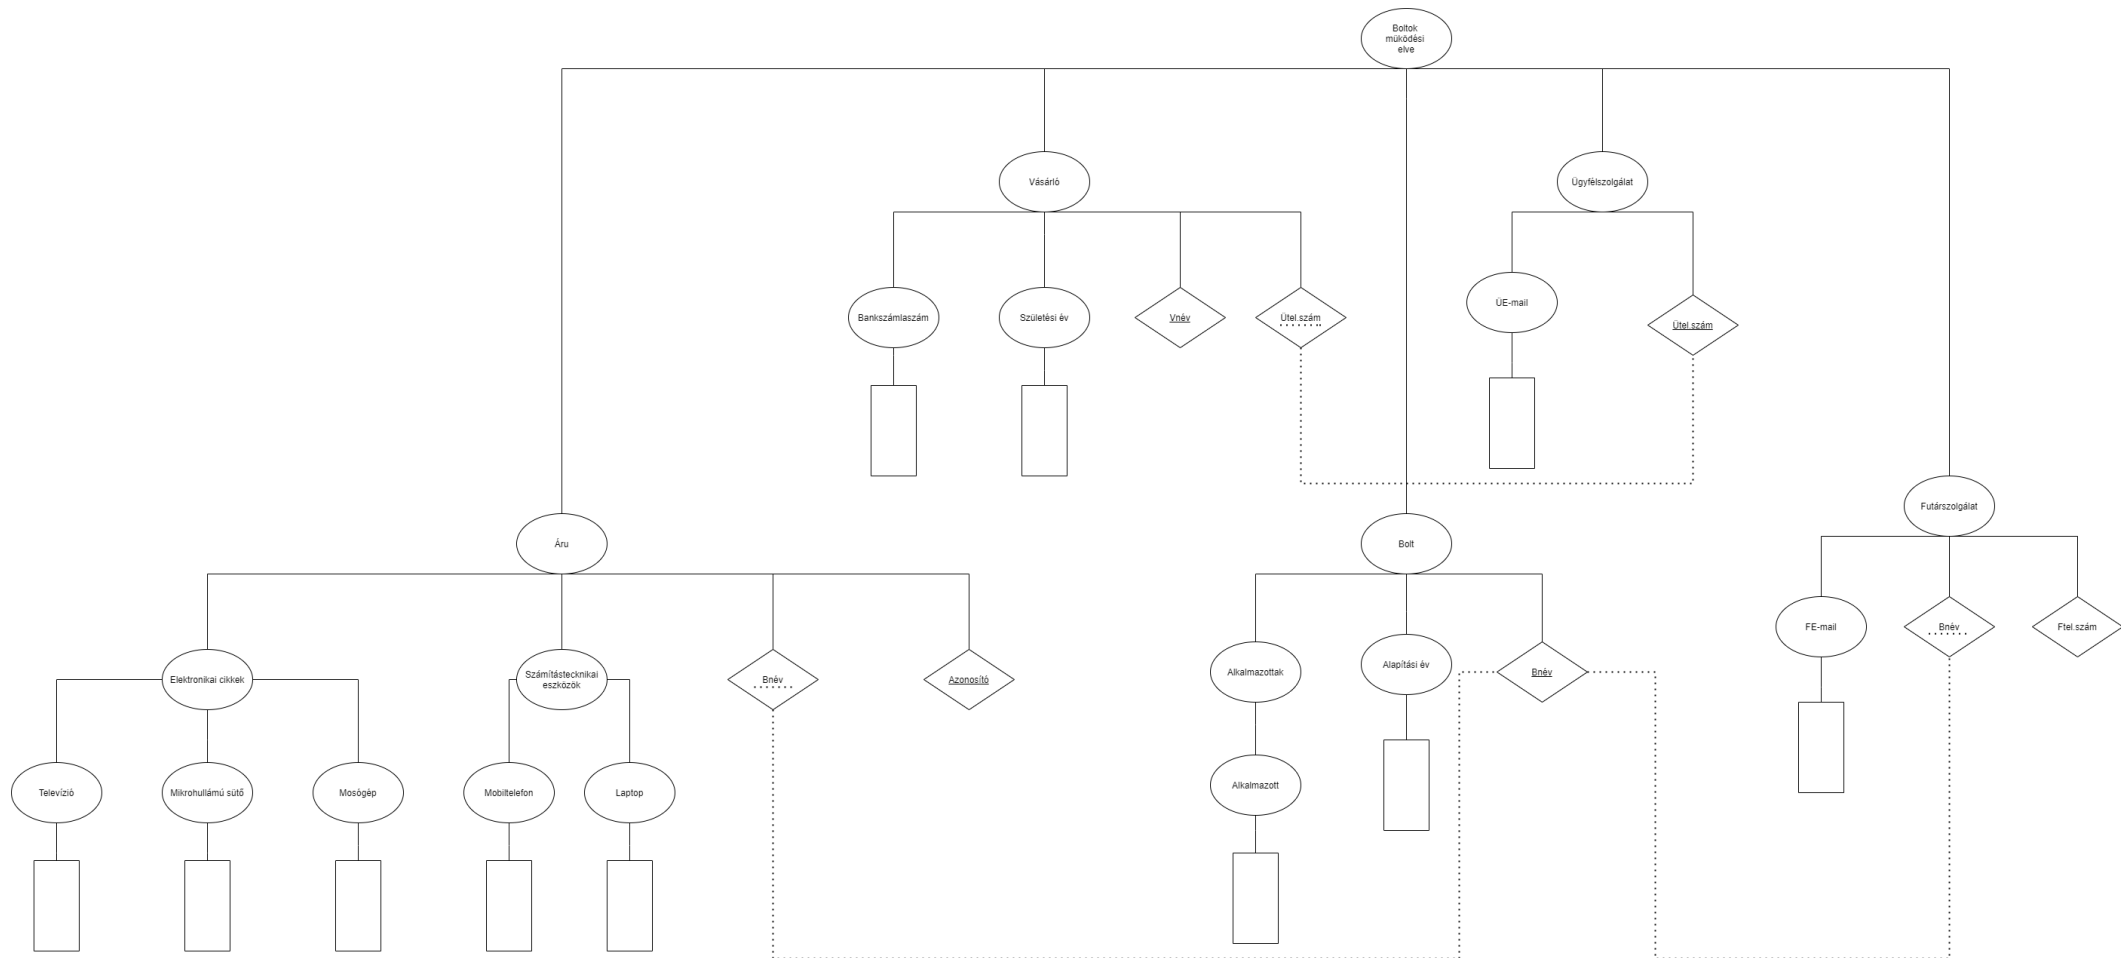 Boltok
müködési
elve
Vásárló
Ügyfélszolgálat
Bankszámlaszám
Születési év
Vnév
Ütel.szám
ÜE-mail
Ütel.szám
Futárszolgálat
Áru
Bolt
FE-mail
Bnév
Ftel.szám
Elektronikai cikkek
Számítástecknikai
eszközök
Bnév
Azonosító
Alkalmazottak
Alapítási év
Bnév
Televízió
Mikrohullámú sütő
Mosógép
Mobiltelefon
Laptop
Alkalmazott